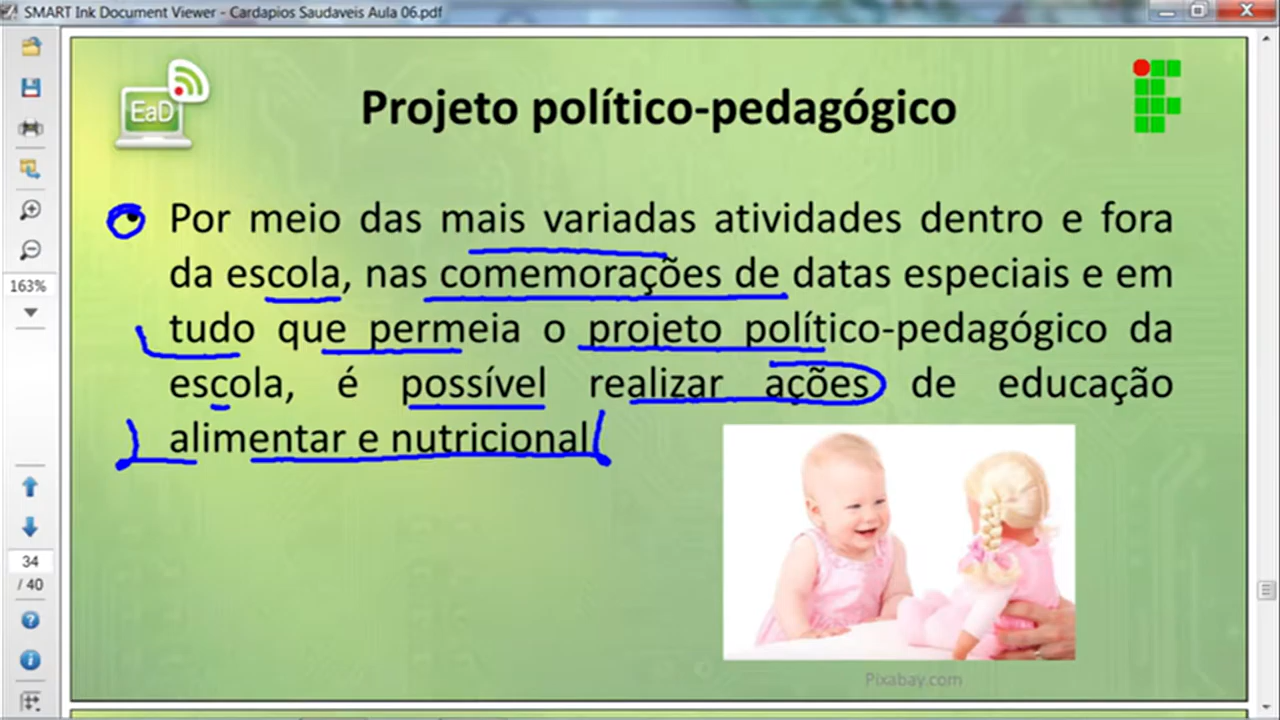 SMART Ink Document Viewer - Cardapios Saudaveis Aula 06.pdf
EaD
Projeto político-pedagógico
Por meio das mais variadas atividades dentro e fora
da escola, nas comemorações de datas especiais e em
tudo que permeia o projeto político-pedagógico da
escola, é possível realizar ações de educação
alimentar e nutricional
163%
34
/ 40
Pixabay.com